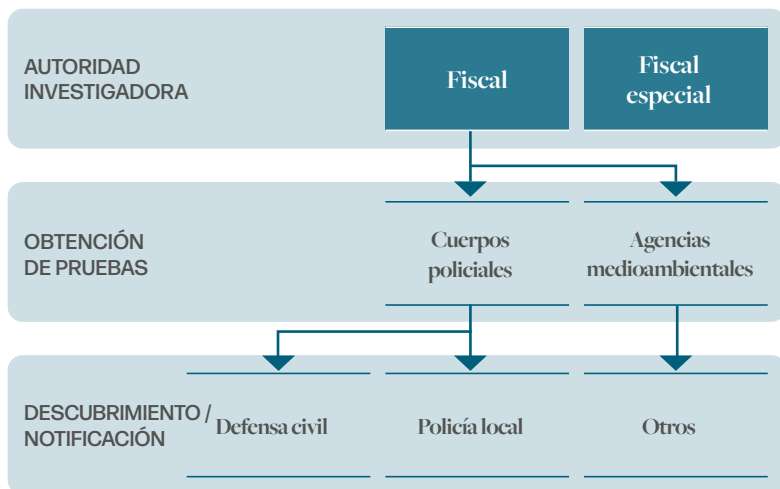 AUTORIDAD
INVESTIGADORA
Fiscal
Fiscal
especial
OBTENCIÓN
DE PRUEBAS
Cuerpos
policiales
Agencias
medioambientales
DESCUBRIMIENTO /
NOTIFICACIÓN
Defensa civil
Policía local
Otros